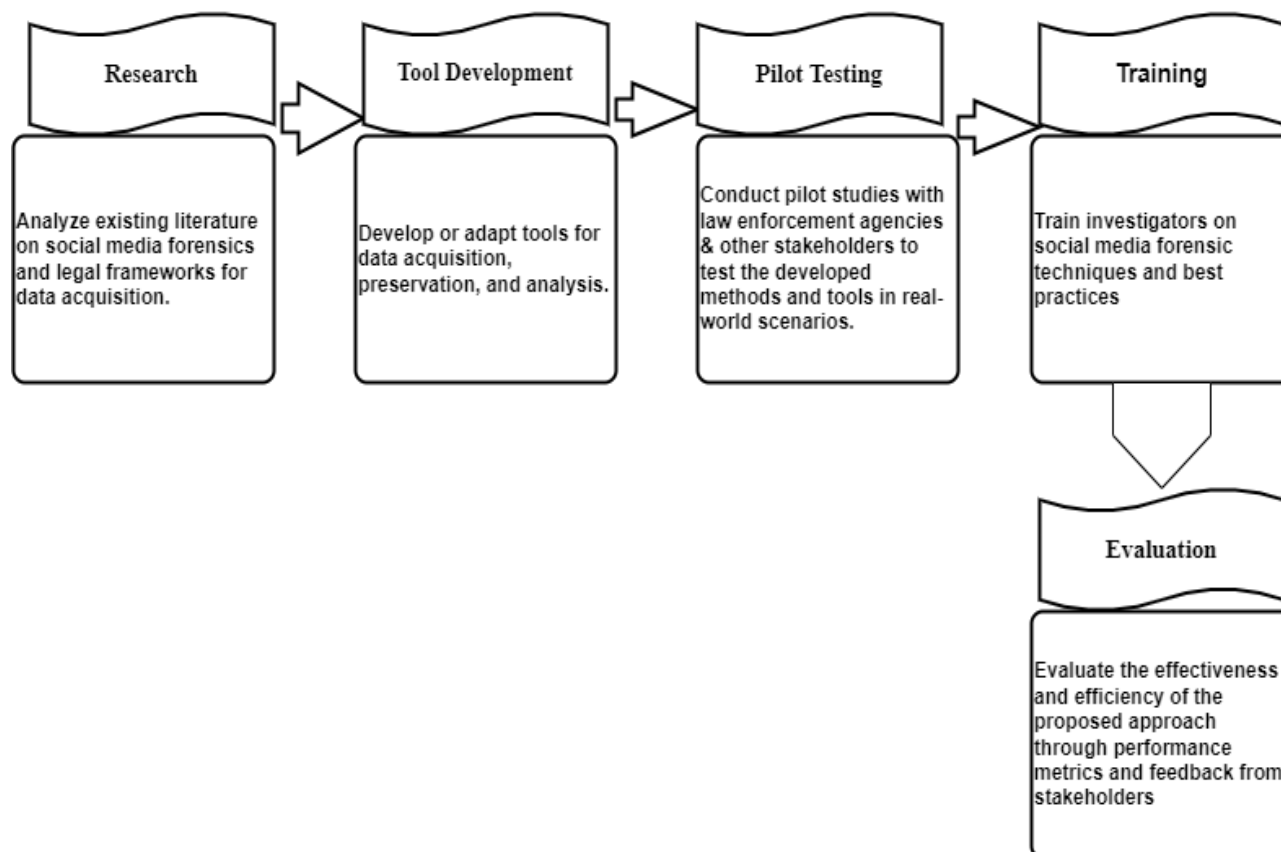 Research
Tool Development
Pilot Testing
Training
Analyze existing literature
on social media forensics
and legal frameworks for
data acquisition.
Develop or adapt tools for
data acquisition,
preservation, and analysis.
Conduct pilot studies with
law enforcement agencies
& other stakeholders to
test the developed
methods and tools in real-
world scenarios.
Train investigators on
social media forensic
techniques and best
practices
Evaluation
Evaluate the effectiveness
and efficiency of the
proposed approach
through performance
metrics and feedback from
stakeholders